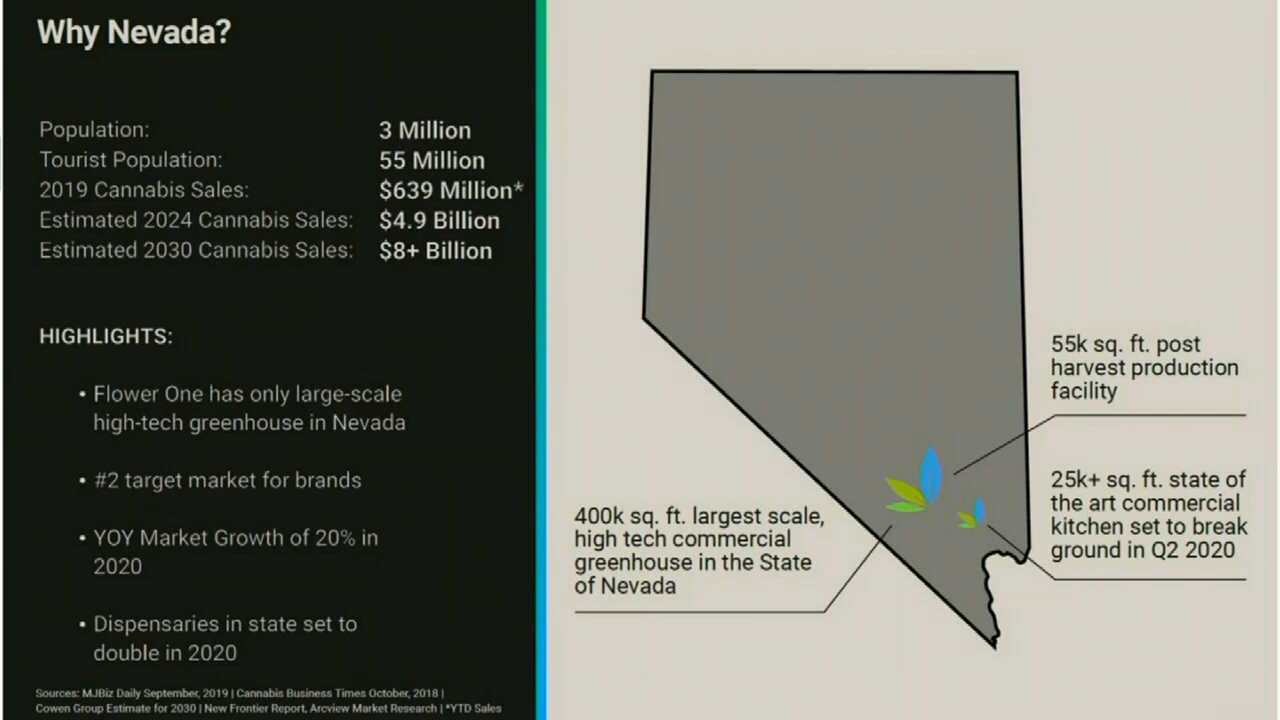 Why Nevada?
Population: 3 Million
Tourist Population: 55 Million
2019 Cannabis Sales: $639 Million*
Estimated 2024 Cannabis Sales: $4.9 Billion
Estimated 2030 Cannabis Sales: $8+ Billion
HIGHLIGHTS:
• Flower One has only large-scale
high-tech greenhouse in Nevada
• #2 target market for brands
• YOY Market Growth of 20% in
2020
• Dispensaries in state set to
double in 2020
Sources: MJBiz Daily September, 2019 | Cannabis Business Times October, 2018 |
Cowen Group Estimate for 2030 | New Frontier Report, Arcview Market Research | *YTD Sales
55k sq. ft. post
harvest production
facility
25k+ sq. ft. state of
the art commercial
kitchen set to break
ground in Q2 2020
400k sq. ft. largest scale,
high tech commercial
greenhouse in the State
of Nevada